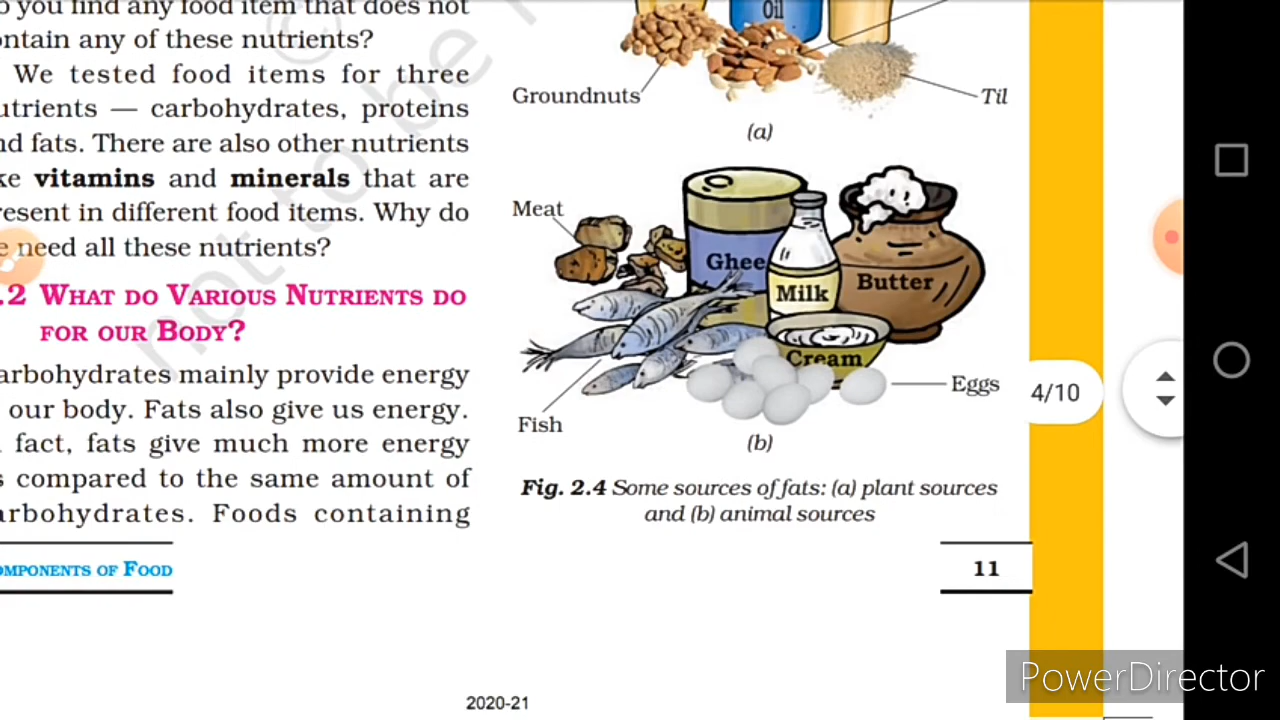 you find any food item that does not
ontain any of these nutrients?
We tested food items for three
utrients — carbohydrates, proteins
nd fats. There are also other nutrients
ke vitamins and minerals that are
resent in different food items. Why do
e need all these nutrients?
.2 What do Various Nutrients do
for our Body?
arbohydrates mainly provide energy
our body. Fats also give us energy.
fact, fats give much more energy
s compared to the same amount of
arbohydrates. Foods containing
omponents of Food
Oil
Groundnuts
Til
(a)
Meat
Ghee
Milk
Butter
Cream
Eggs
Fish
(b)
Fig. 2.4 Some sources of fats: (a) plant sources
and (b) animal sources
11
2020-21
4/10
not to be
©
PowerDirector